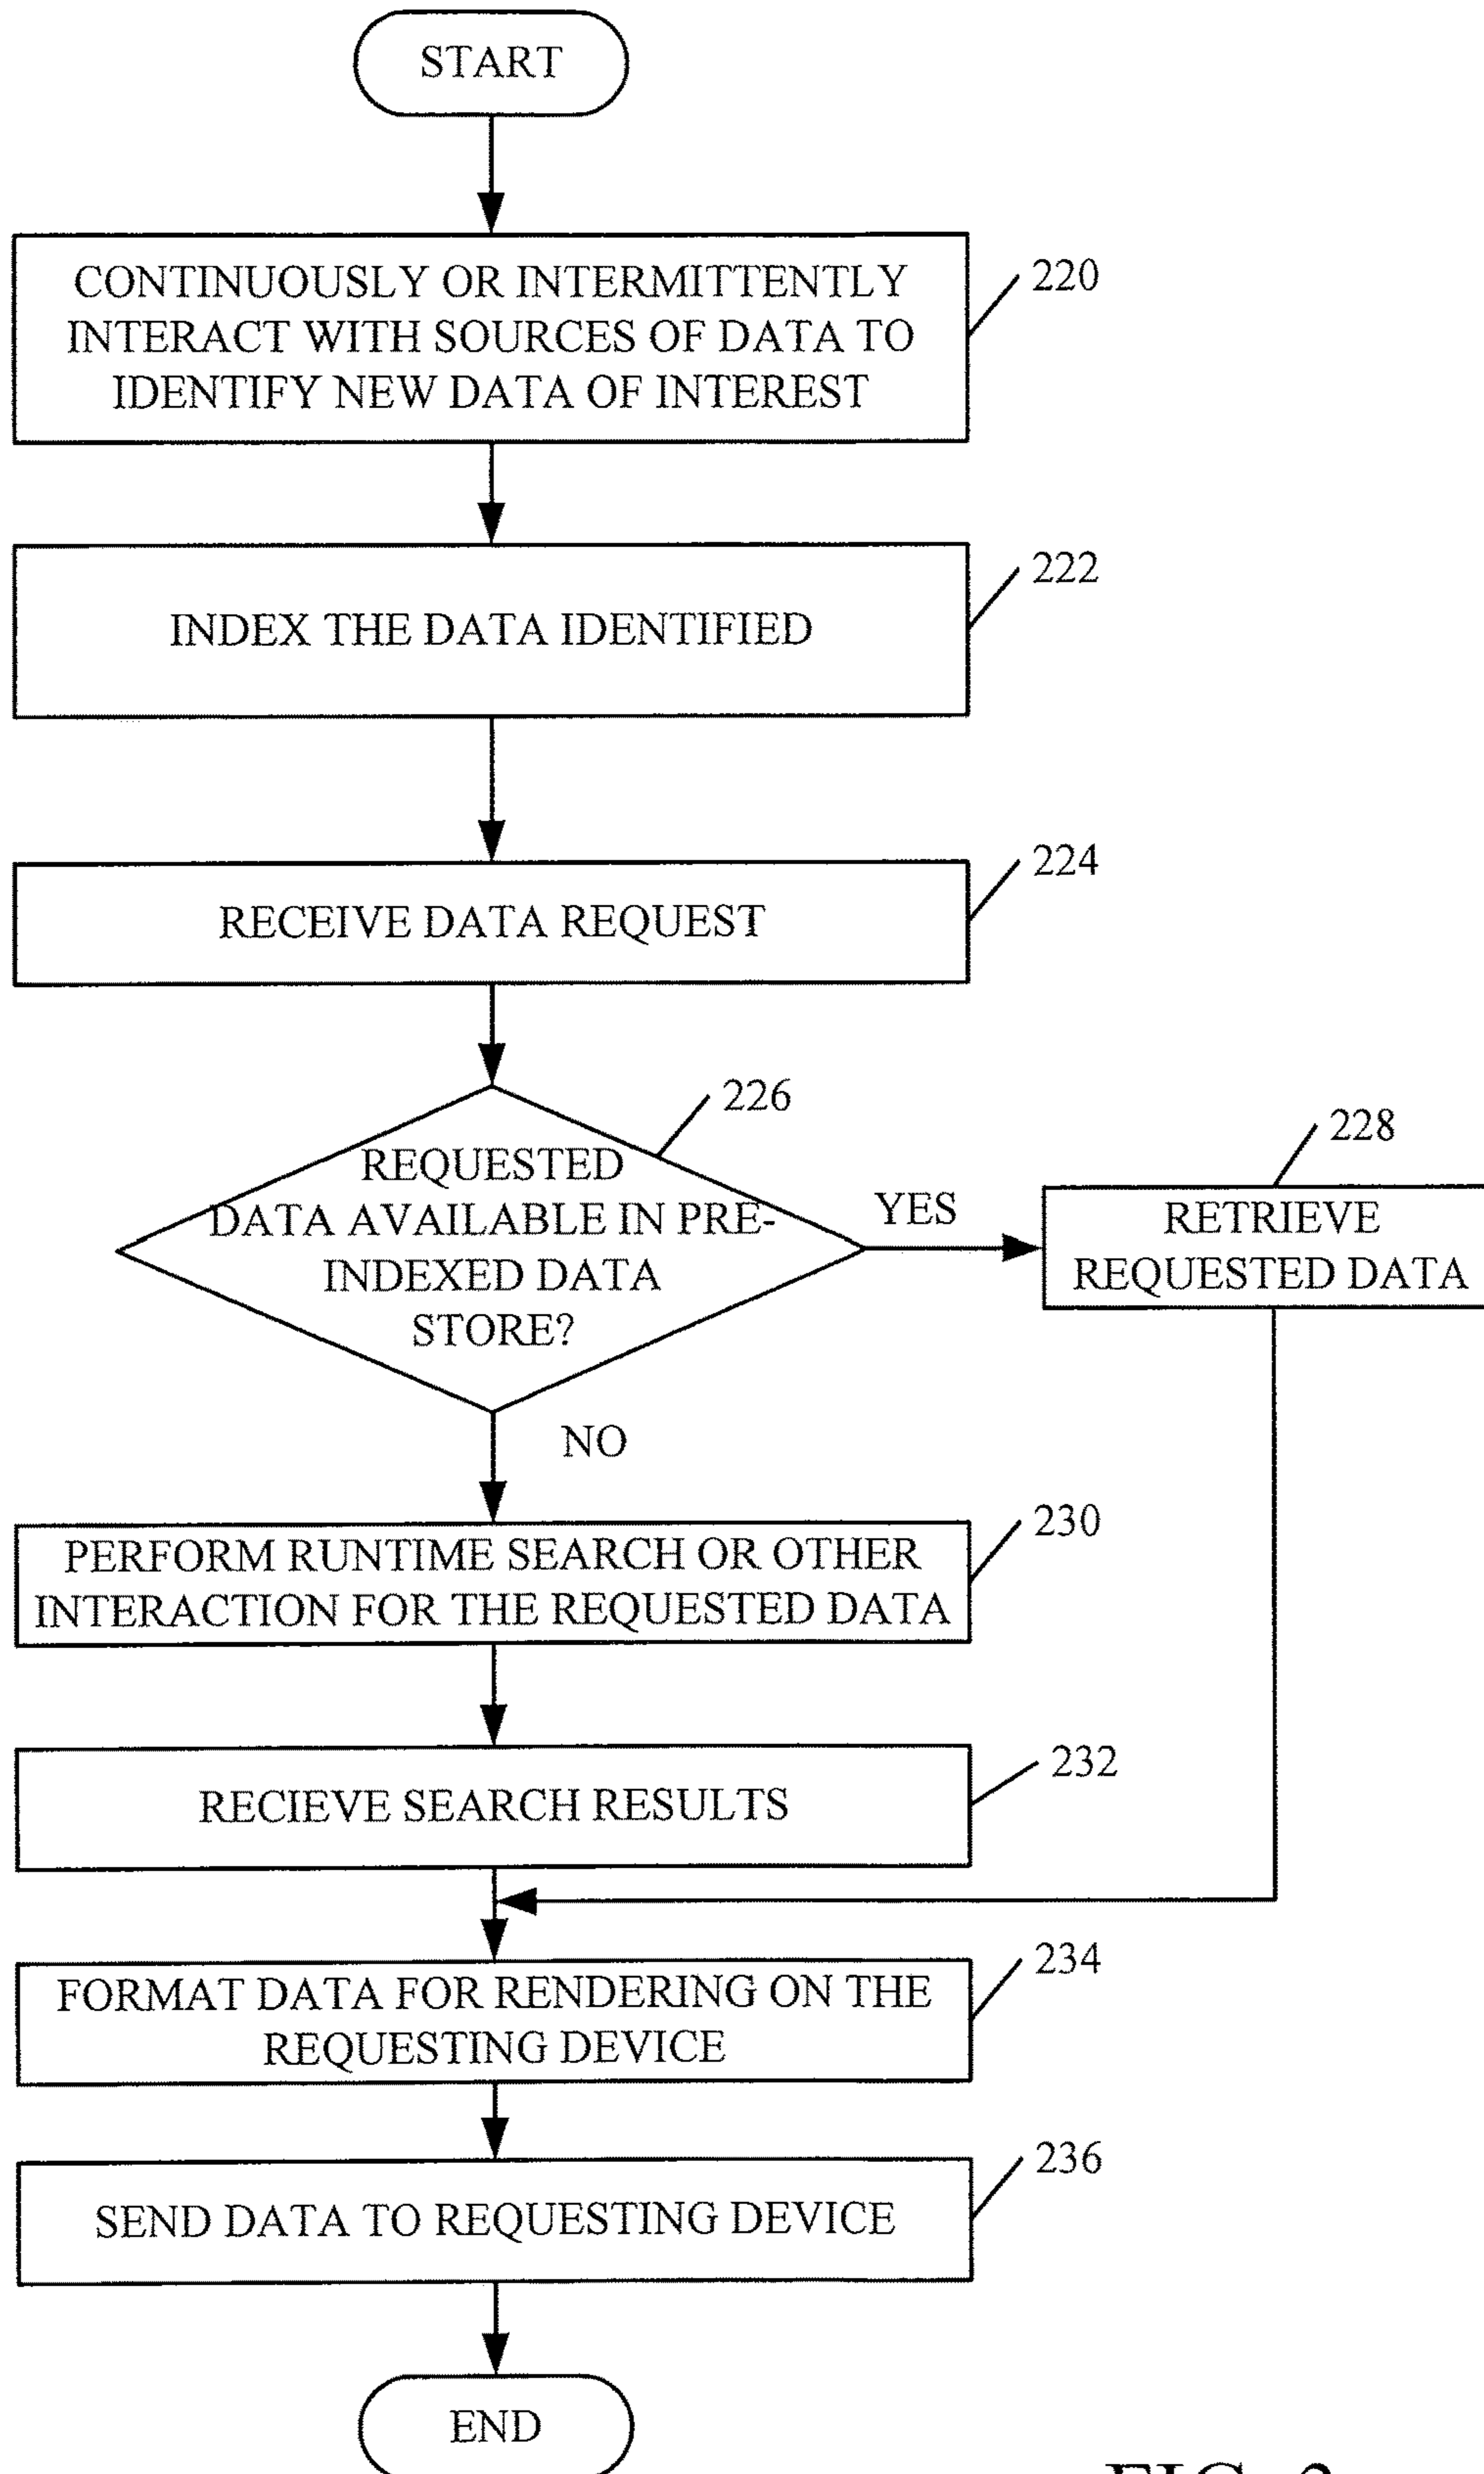 START
CONTINUOUSLY OR INTERMITTENTLY
INTERACT WITH SOURCES OF DATA TO
IDENTIFY NEW DATA OF INTEREST
220
INDEX THE DATA IDENTIFIED
222
RECEIVE DATA REQUEST
224
226
REQUESTED
DATA AVAILABLE IN PRE-
INDEXED DATA
STORE?
YES
228
RETRIEVE
REQUESTED DATA
NO
PERFORM RUNTIME SEARCH OR OTHER
INTERACTION FOR THE REQUESTED DATA
230
RECIEVE SEARCH RESULTS
232
FORMAT DATA FOR RENDERING ON THE
REQUESTING DEVICE
234
SEND DATA TO REQUESTING DEVICE
236
END
FIG.